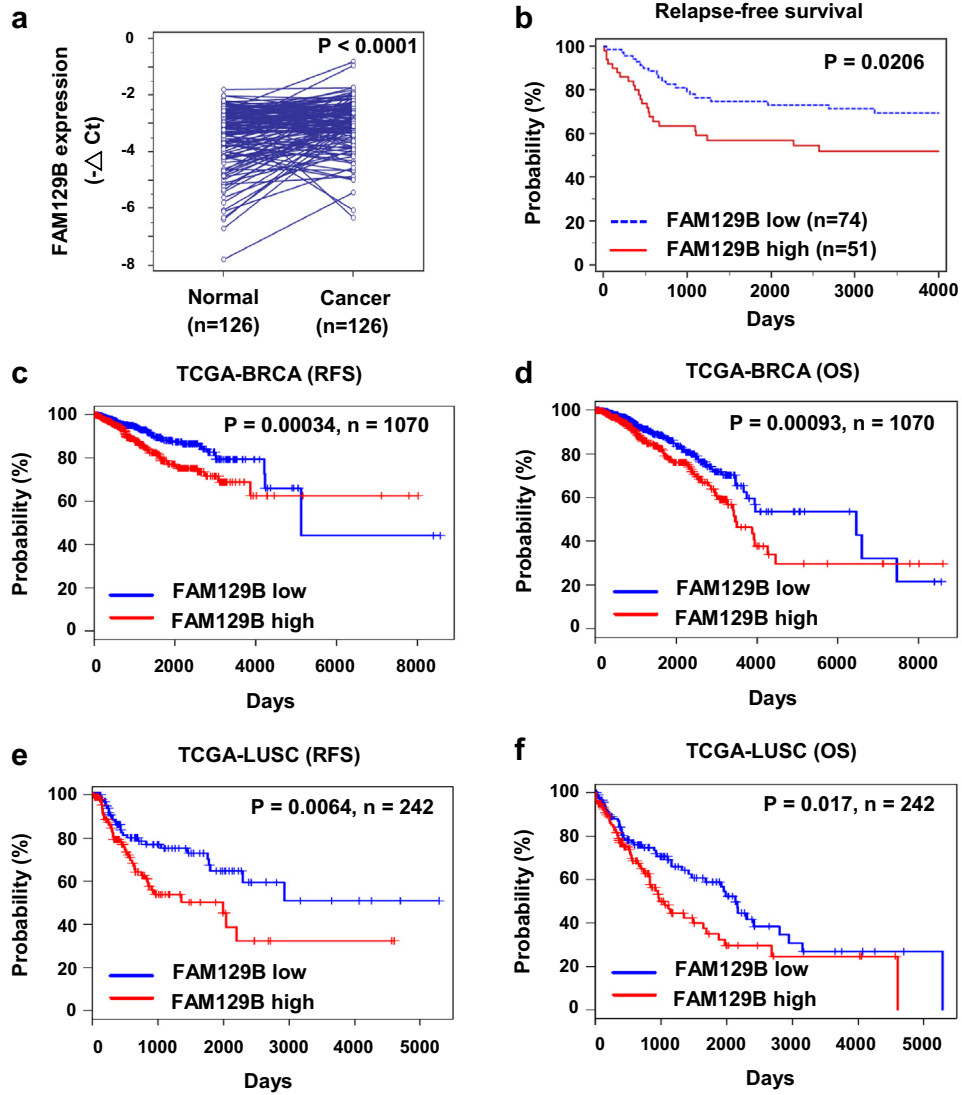 a
FAM129B expression
(-△ Ct)
0
-2
-4
-6
-8
P < 0.0001
Normal
(n=126)
Cancer
(n=126)
b
Relapse-free survival
Probability (%)
100
80
60
40
20
0
P = 0.0206
FAM129B low (n=74)
FAM129B high (n=51)
0 1000 2000 3000 4000
Days
c
TCGA-BRCA (RFS)
Probability (%)
100
80
60
40
20
0
P = 0.00034, n = 1070
FAM129B low
FAM129B high
0 2000 4000 6000 8000
Days
d
TCGA-BRCA (OS)
Probability (%)
100
80
60
40
20
0
P = 0.00093, n = 1070
FAM129B low
FAM129B high
0 2000 4000 6000 8000
Days
e
TCGA-LUSC (RFS)
Probability (%)
100
80
60
40
20
0
P = 0.0064, n = 242
FAM129B low
FAM129B high
0 1000 2000 3000 4000 5000
Days
f
TCGA-LUSC (OS)
Probability (%)
100
80
60
40
20
0
P = 0.017, n = 242
FAM129B low
FAM129B high
0 1000 2000 3000 4000 5000
Days